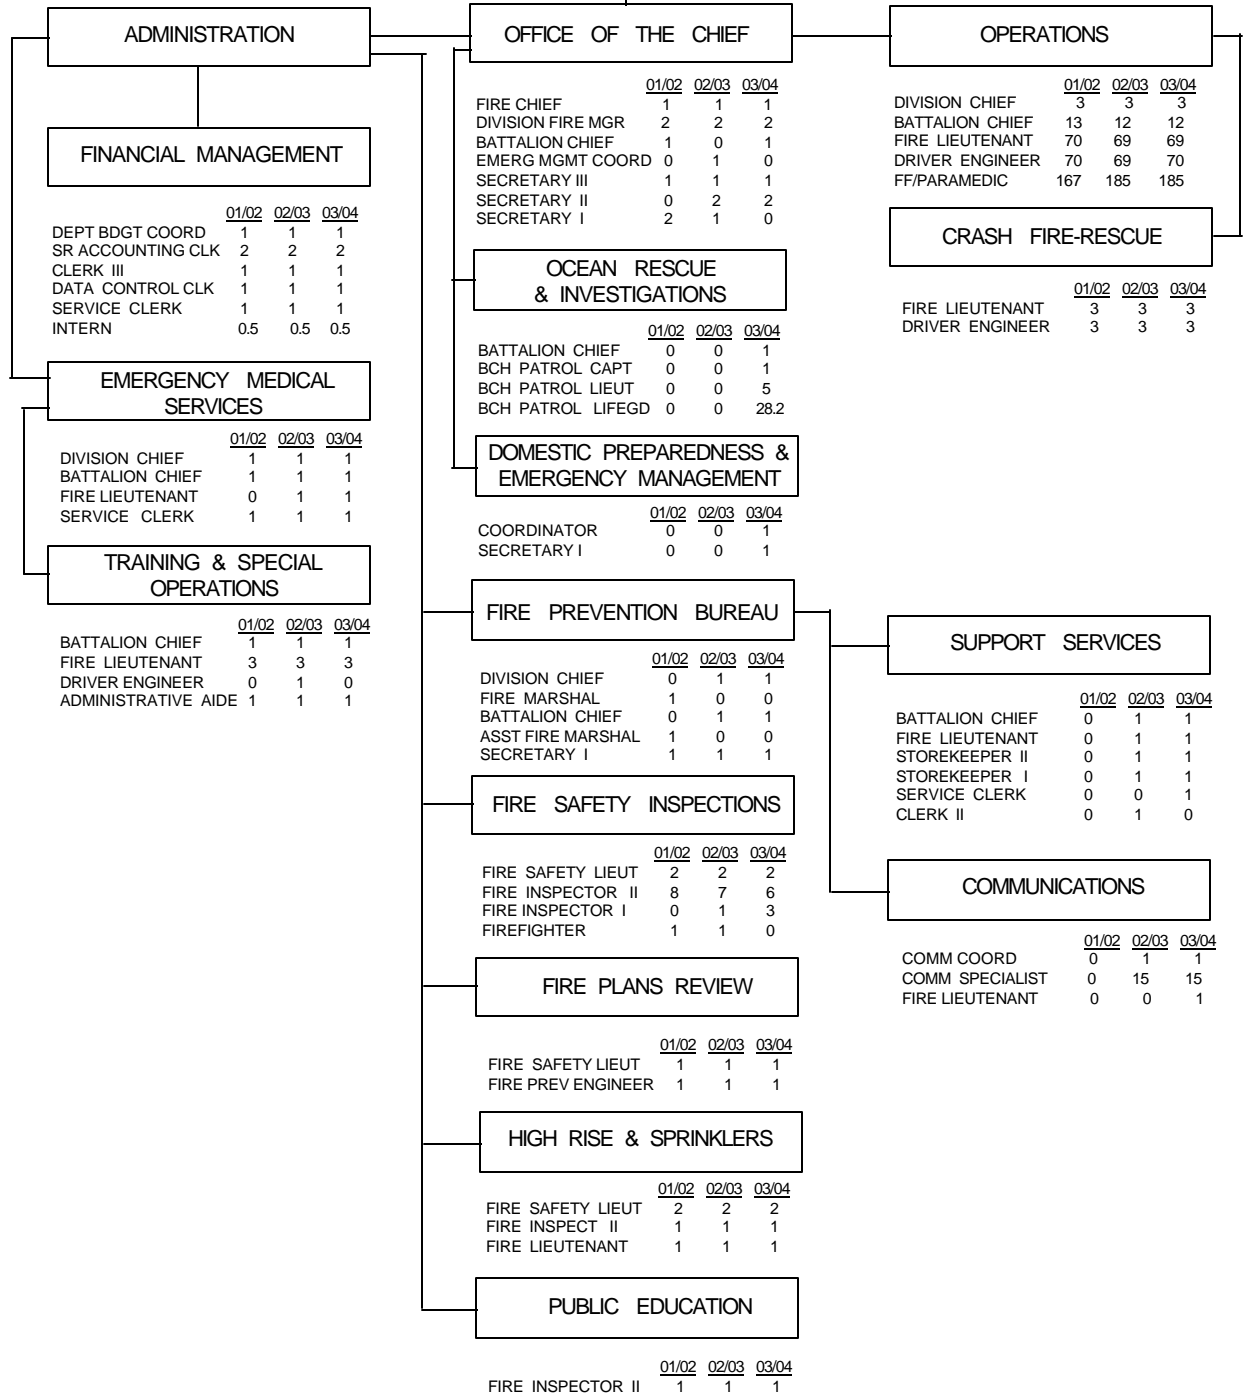 ADMINISTRATION
FINANCIAL MANAGEMENT
01/02 02/03 03/04
DEPT BDGT COORD 1 1 1
SR ACCOUNTING CLK 2 2 2
CLERK III 1 1 1
DATA CONTROL CLK 1 1 1
SERVICE CLERK 1 1 1
INTERN 0.5 0.5 0.5
EMERGENCY MEDICAL
SERVICES
01/02 02/03 03/04
DIVISION CHIEF 1 1 1
BATTALION CHIEF 1 1 1
FIRE LIEUTENANT 0 1 1
SERVICE CLERK 1 1 1
TRAINING & SPECIAL
OPERATIONS
01/02 02/03 03/04
BATTALION CHIEF 1 1 1
FIRE LIEUTENANT 3 3 3
DRIVER ENGINEER 0 1 0
ADMINISTRATIVE AIDE 1 1 1
OFFICE OF THE CHIEF
01/02 02/03 03/04
FIRE CHIEF 1 1 1
DIVISION FIRE MGR 2 2 2
BATTALION CHIEF 1 0 1
EMERG MGMT COORD 0 1 0
SECRETARY III 1 1 1
SECRETARY II 0 2 2
SECRETARY I 2 1 0
OCEAN RESCUE
& INVESTIGATIONS
01/02 02/03 03/04
BATTALION CHIEF 0 0 1
BCH PATROL CAPT 0 0 1
BCH PATROL LIEUT 0 0 5
BCH PATROL LIFEGD 0 0 28.2
DOMESTIC PREPAREDNESS &
EMERGENCY MANAGEMENT
01/02 02/03 03/04
COORDINATOR 0 0 1
SECRETARY I 0 0 1
FIRE PREVENTION BUREAU
01/02 02/03 03/04
DIVISION CHIEF 0 1 1
FIRE MARSHAL 1 0 0
BATTALION CHIEF 0 1 1
ASST FIRE MARSHAL 1 0 0
SECRETARY I 1 1 1
FIRE SAFETY INSPECTIONS
01/02 02/03 03/04
FIRE SAFETY LIEUT 2 2 2
FIRE INSPECTOR II 8 7 6
FIRE INSPECTOR I 0 1 3
FIREFIGHTER 1 1 0
FIRE PLANS REVIEW
01/02 02/03 03/04
FIRE SAFETY LIEUT 1 1 1
FIRE PREV ENGINEER 1 1 1
HIGH RISE & SPRINKLERS
01/02 02/03 03/04
FIRE SAFETY LIEUT 2 2 2
FIRE INSPECT II 1 1 1
FIRE LIEUTENANT 1 1 1
PUBLIC EDUCATION
01/02 02/03 03/04
FIRE INSPECTOR II 1 1 1
OPERATIONS
01/02 02/03 03/04
DIVISION CHIEF 3 3 3
BATTALION CHIEF 13 12 12
FIRE LIEUTENANT 70 69 69
DRIVER ENGINEER 70 69 70
FF/PARAMEDIC 167 185 185
CRASH FIRE-RESCUE
01/02 02/03 03/04
FIRE LIEUTENANT 3 3 3
DRIVER ENGINEER 3 3 3
SUPPORT SERVICES
01/02 02/03 03/04
BATTALION CHIEF 0 1 1
FIRE LIEUTENANT 0 1 1
STOREKEEPER II 0 1 1
STOREKEEPER I 0 1 1
SERVICE CLERK 0 0 1
CLERK II 0 1 0
COMMUNICATIONS
01/02 02/03 03/04
COMM COORD 0 1 1
COMM SPECIALIST 0 15 15
FIRE LIEUTENANT 0 0 1